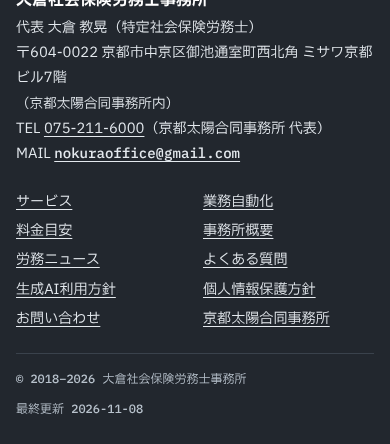 大倉社会保険労務士事務所
代表 大倉 教晃（特定社会保険労務士）
〒604-0022 京都市中京区御池通室町西北角 ミサワ京都
ビル7階
（京都太陽合同事務所内）
TEL 075-211-6000（京都太陽合同事務所 代表）
MAIL nokuraoffice@gmail.com
サービス
業務自動化
料金目安
事務所概要
労務ニュース
よくある質問
生成AI利用方針
個人情報保護方針
お問い合わせ
京都太陽合同事務所
© 2018–2026 大倉社会保険労務士事務所
最終更新 2026-11-08